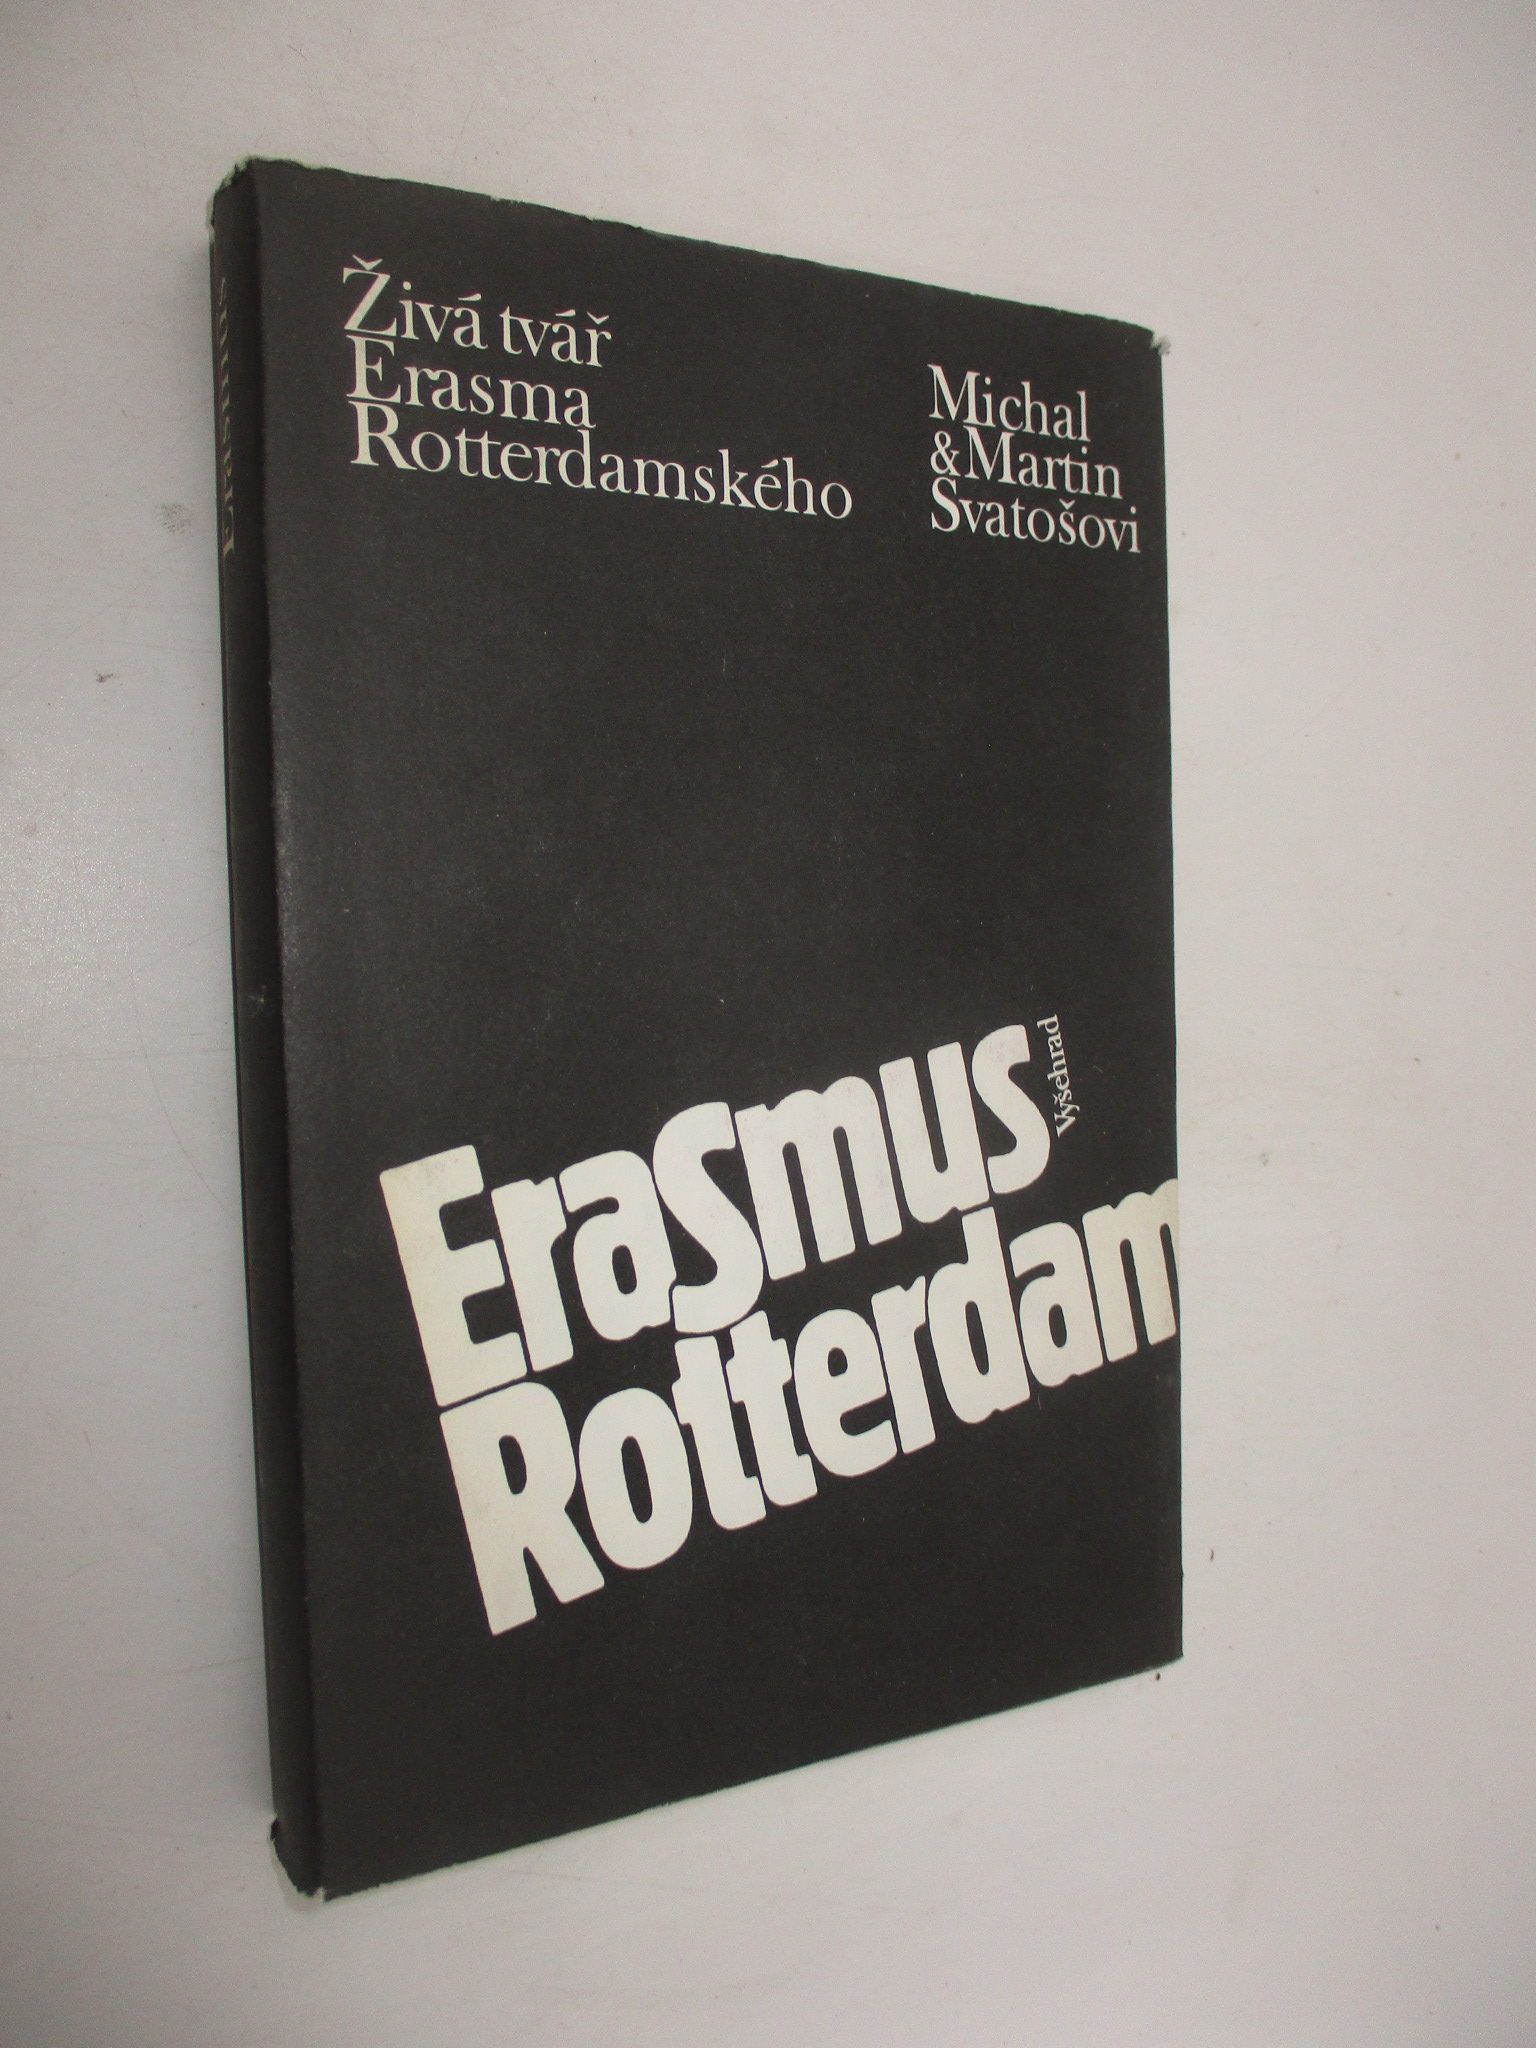 Živá tvář
Erasma
Rotterdamského
Michal
& Martin
Svatošovi
Erasmus
Vyšehrad
Rotterdam
Erasmus